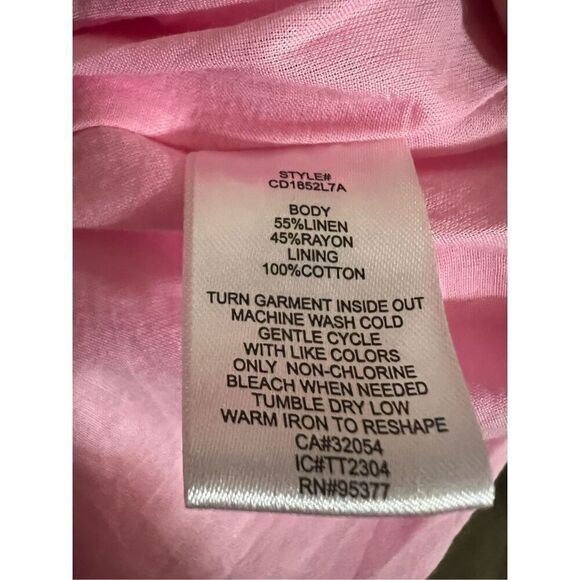 STYLE#
CD1852L7A
BODY
55%LINEN
45%RAYON
LINING
100%COTTON
TURN GARMENT INSIDE OUT
MACHINE WASH COLD
GENTLE CYCLE
WITH LIKE COLORS
ONLY NON-CHLORINE
BLEACH WHEN NEEDED
TUMBLE DRY LOW
WARM IRON TO RESHAPE
CA#32054
IC#TT2304
RN#95377